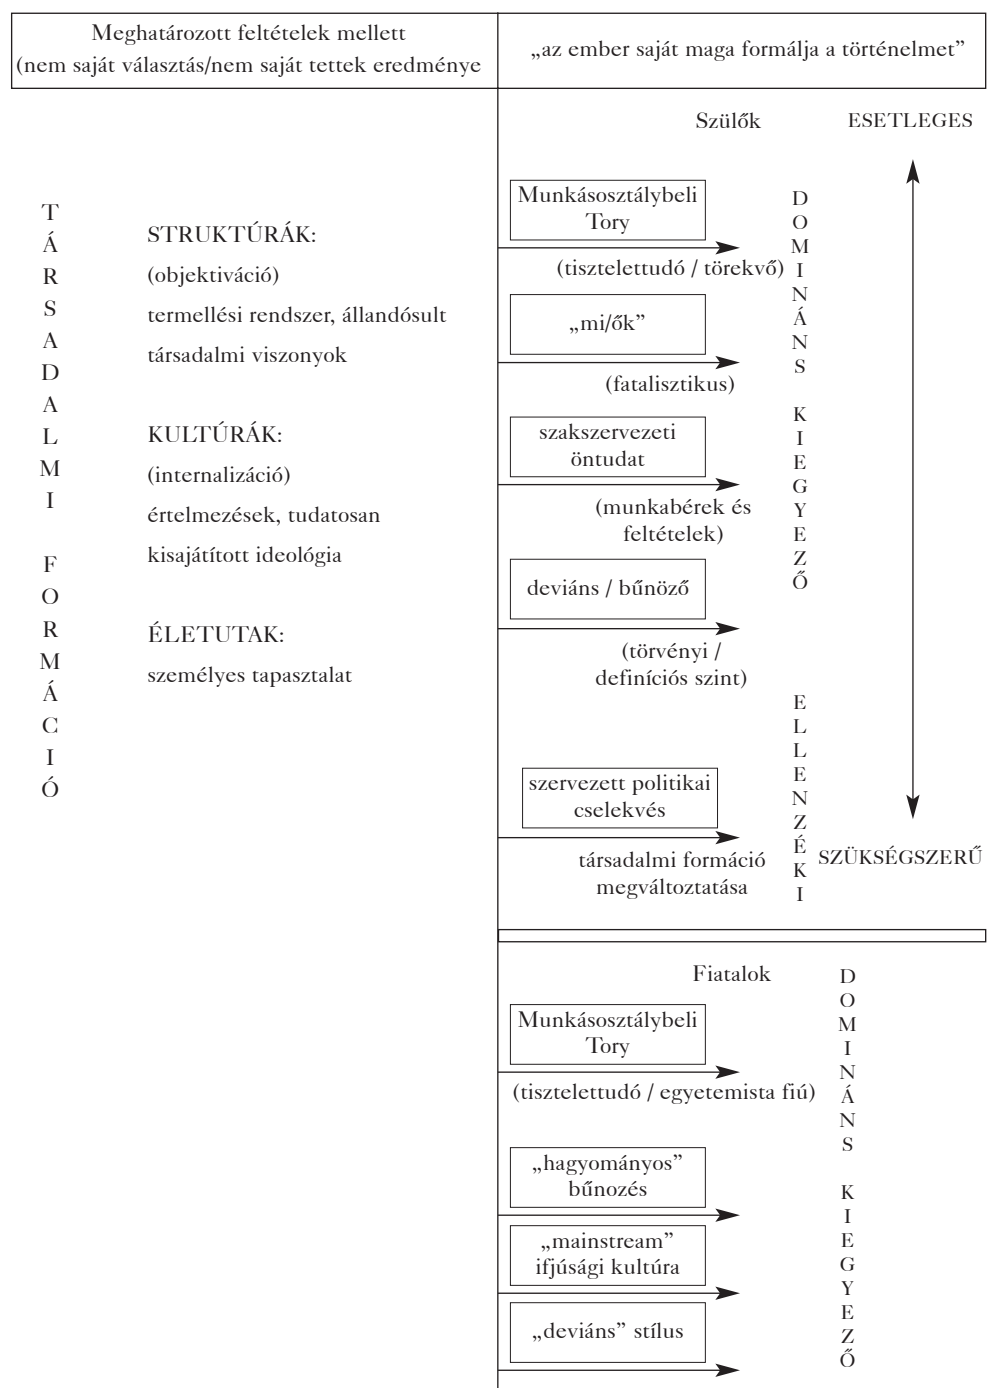 Meghatározott feltételek mellett
(nem saját választás/nem saját tettek eredménye
„az ember saját maga formálja a történelmet”
TÁRSADALMI FORMÁCIÓ
STRUKTÚRÁK:
(objektiváció)
termellési rendszer, állandósult
társadalmi viszonyok
KULTÚRÁK:
(internalizáció)
értelmezések, tudatosan
kisajátított ideológia
ÉLETUTAK:
személyes tapasztalat
Szülők
ESETLEGES
Munkásosztálybeli
Tory
(tisztelettudó / törekvő)
„mi/ők”
(fatalisztikus)
szakszervezeti
öntudat
(munkabérek és
feltételek)
deviáns / bűnöző
(törvényi /
definíciós szint)
szervezett politikai
cselekvés
társadalmi formáció
megváltoztatása
DOMINÁNS
KIEGYEZŐ
ELLENZÉKI
SZÜKSÉGSZERŰ
Fiatalok
Munkásosztálybeli
Tory
(tisztelettudó / egyetemista fiú)
„hagyományos”
bűnozés
„mainstream”
ifjúsági kultúra
„deviáns” stílus
DOMINÁNS
KIEGYEZŐ